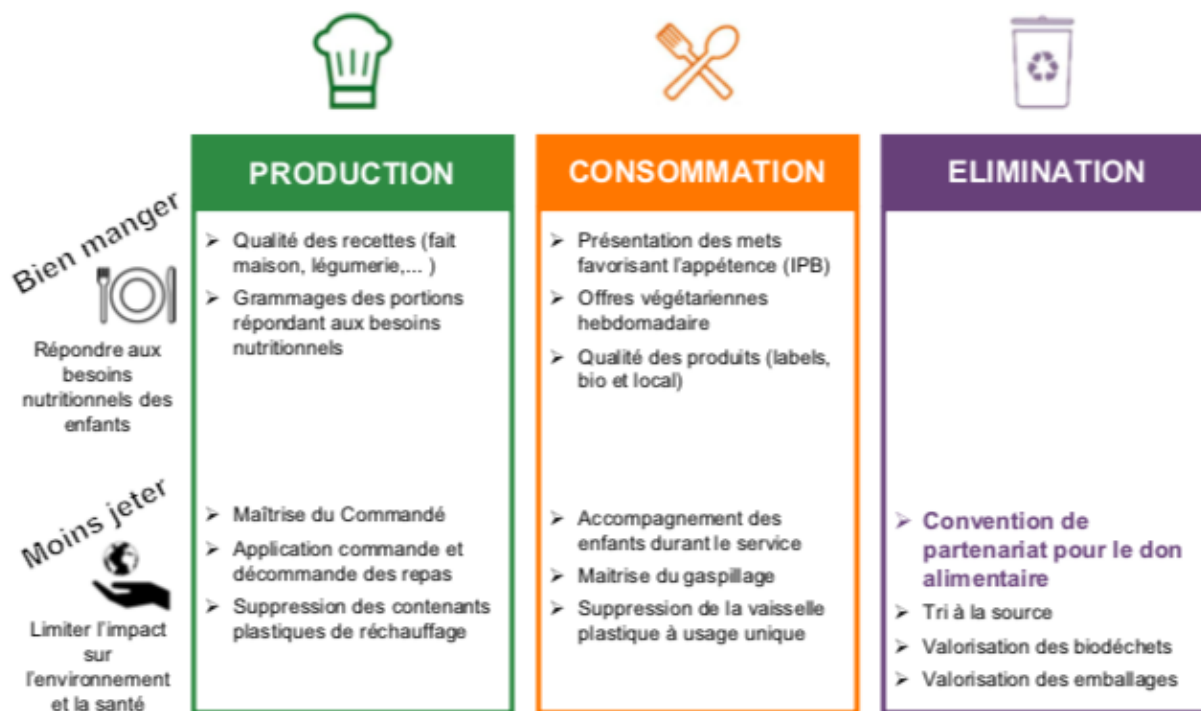 PRODUCTION
CONSOMMATION
ELIMINATION
Bien manger
Répondre aux
besoins
nutritionnels des
enfants
➢ Qualité des recettes (fait
maison, légumerie,... )
➢ Grammages des portions
répondant aux besoins
nutritionnels
➢ Présentation des mets
favorisant l'appétence (IPB)
➢ Offres végétariennes
hebdomadaire
➢ Qualité des produits (labels,
bio et local)
Moins jeter
Limiter l'impact
sur
l'environnement
et la santé
➢ Maîtrise du Commandé
➢ Application commande et
décommande des repas
➢ Suppression des contenants
plastiques de réchauffage
➢ Accompagnement des
enfants durant le service
➢ Maitrise du gaspillage
➢ Suppression de la vaisselle
plastique à usage unique
➢ Convention de
partenariat pour le don
alimentaire
➢ Tri à la source
➢ Valorisation des biodéchets
➢ Valorisation des emballages